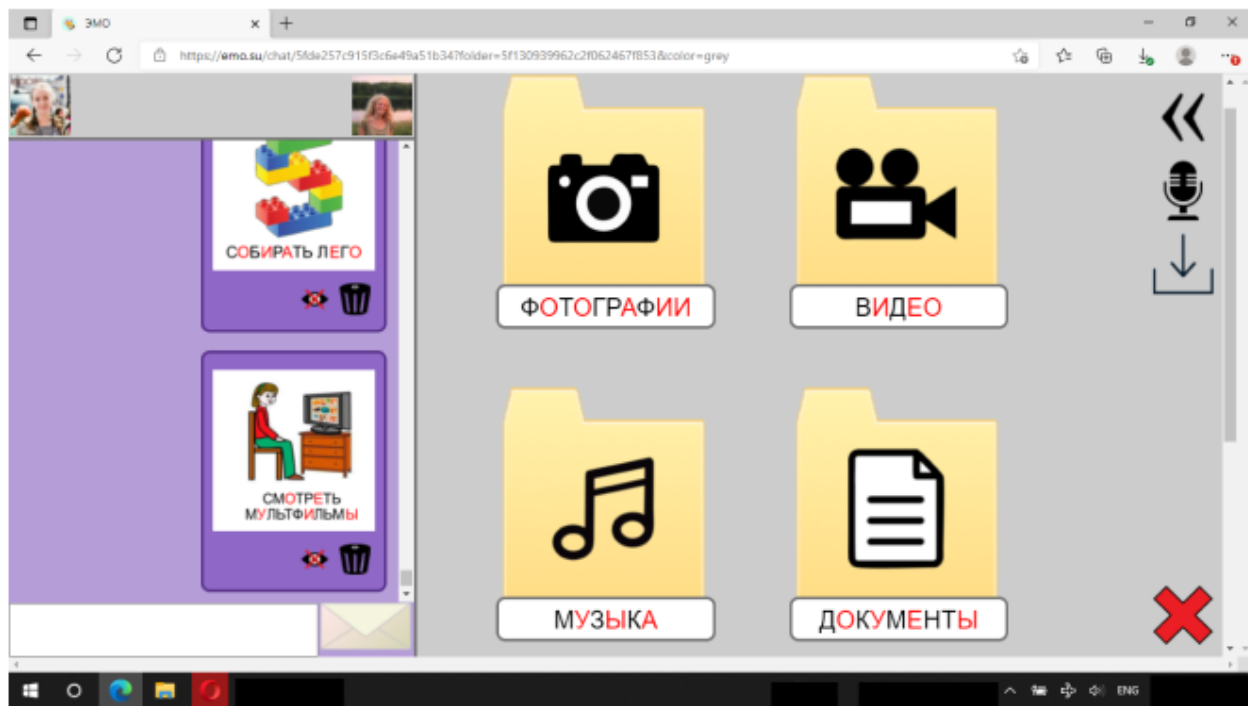 ЭМО
https://emo.su/chat/5fde257c915f3c6e49a51b34?folder=5f130939962c2f062467f853&color=grey
СОБИРАТЬ ЛЕГО
СМОТРЕТЬ
МУЛЬТФИЛЬМЫ
ФОТОГРАФИИ
ВИДЕО
МУЗЫКА
ДОКУМЕНТЫ
ENG